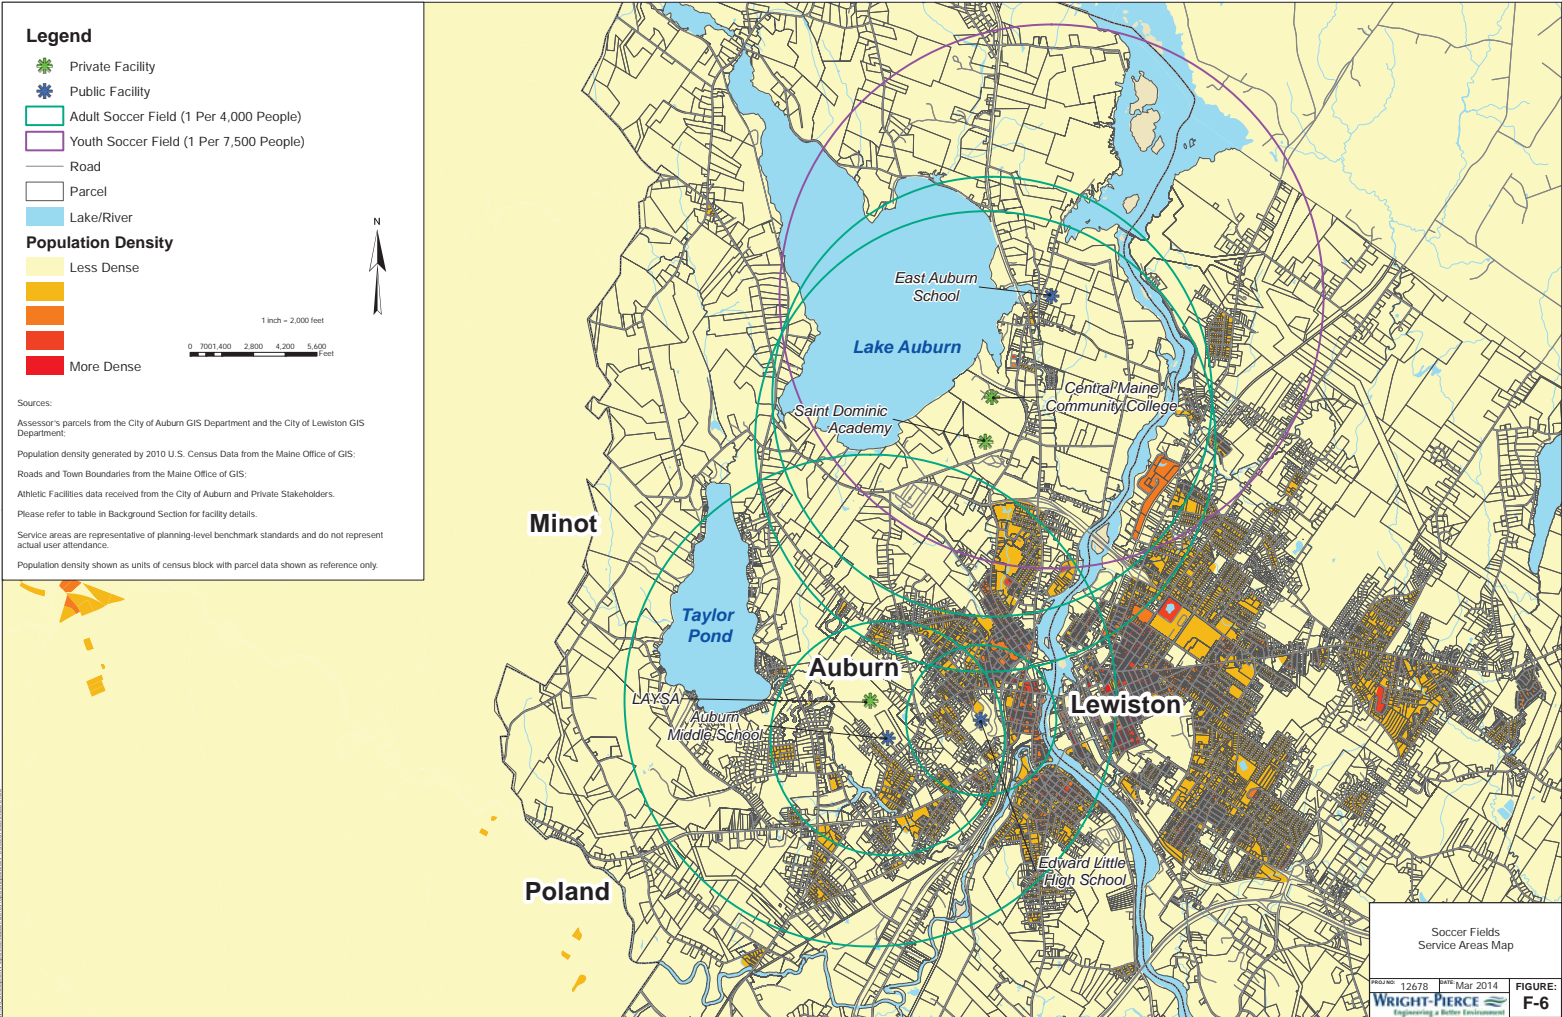 Legend
Private Facility
Public Facility
Adult Soccer Field (1 Per 4,000 People)
Youth Soccer Field (1 Per 7,500 People)
Road
Parcel
Lake/River
Population Density
Less Dense
More Dense
N
1 inch = 2,000 feet
0 700 1,400 2,800 4,200 5,600
Feet
Sources:
Assessor's parcels from the City of Auburn GIS Department and the City of Lewiston GIS
Department;
Population density generated by 2010 U.S. Census Data from the Maine Office of GIS;
Roads and Town Boundaries from the Maine Office of GIS;
Athletic Facilities data received from the City of Auburn and Private Stakeholders.
Please refer to table in Background Section for facility details.
Service areas are representative of planning-level benchmark standards and do not represent
actual user attendance.
Population density shown as units of census block with parcel data shown as reference only.
East Auburn
School
Lake Auburn
Central Maine
Community College
Saint Dominic
Academy
Minot
Taylor
Pond
Auburn
LAYSA
Auburn
Middle School
Lewiston
Edward Little
High School
Poland
Soccer Fields
Service Areas Map
PROJ NO: 12678 DATE: Mar 2014
FIGURE:
F-6
WRIGHT-PIERCE
Engineering a Better Environment